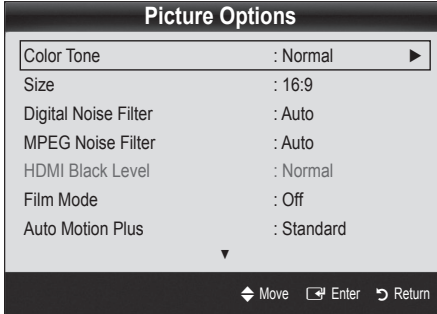 Picture Options
Color Tone : Normal ►
Size : 16:9
Digital Noise Filter : Auto
MPEG Noise Filter : Auto
HDMI Black Level : Normal
Film Mode : Off
Auto Motion Plus : Standard
▼
Move Enter Return